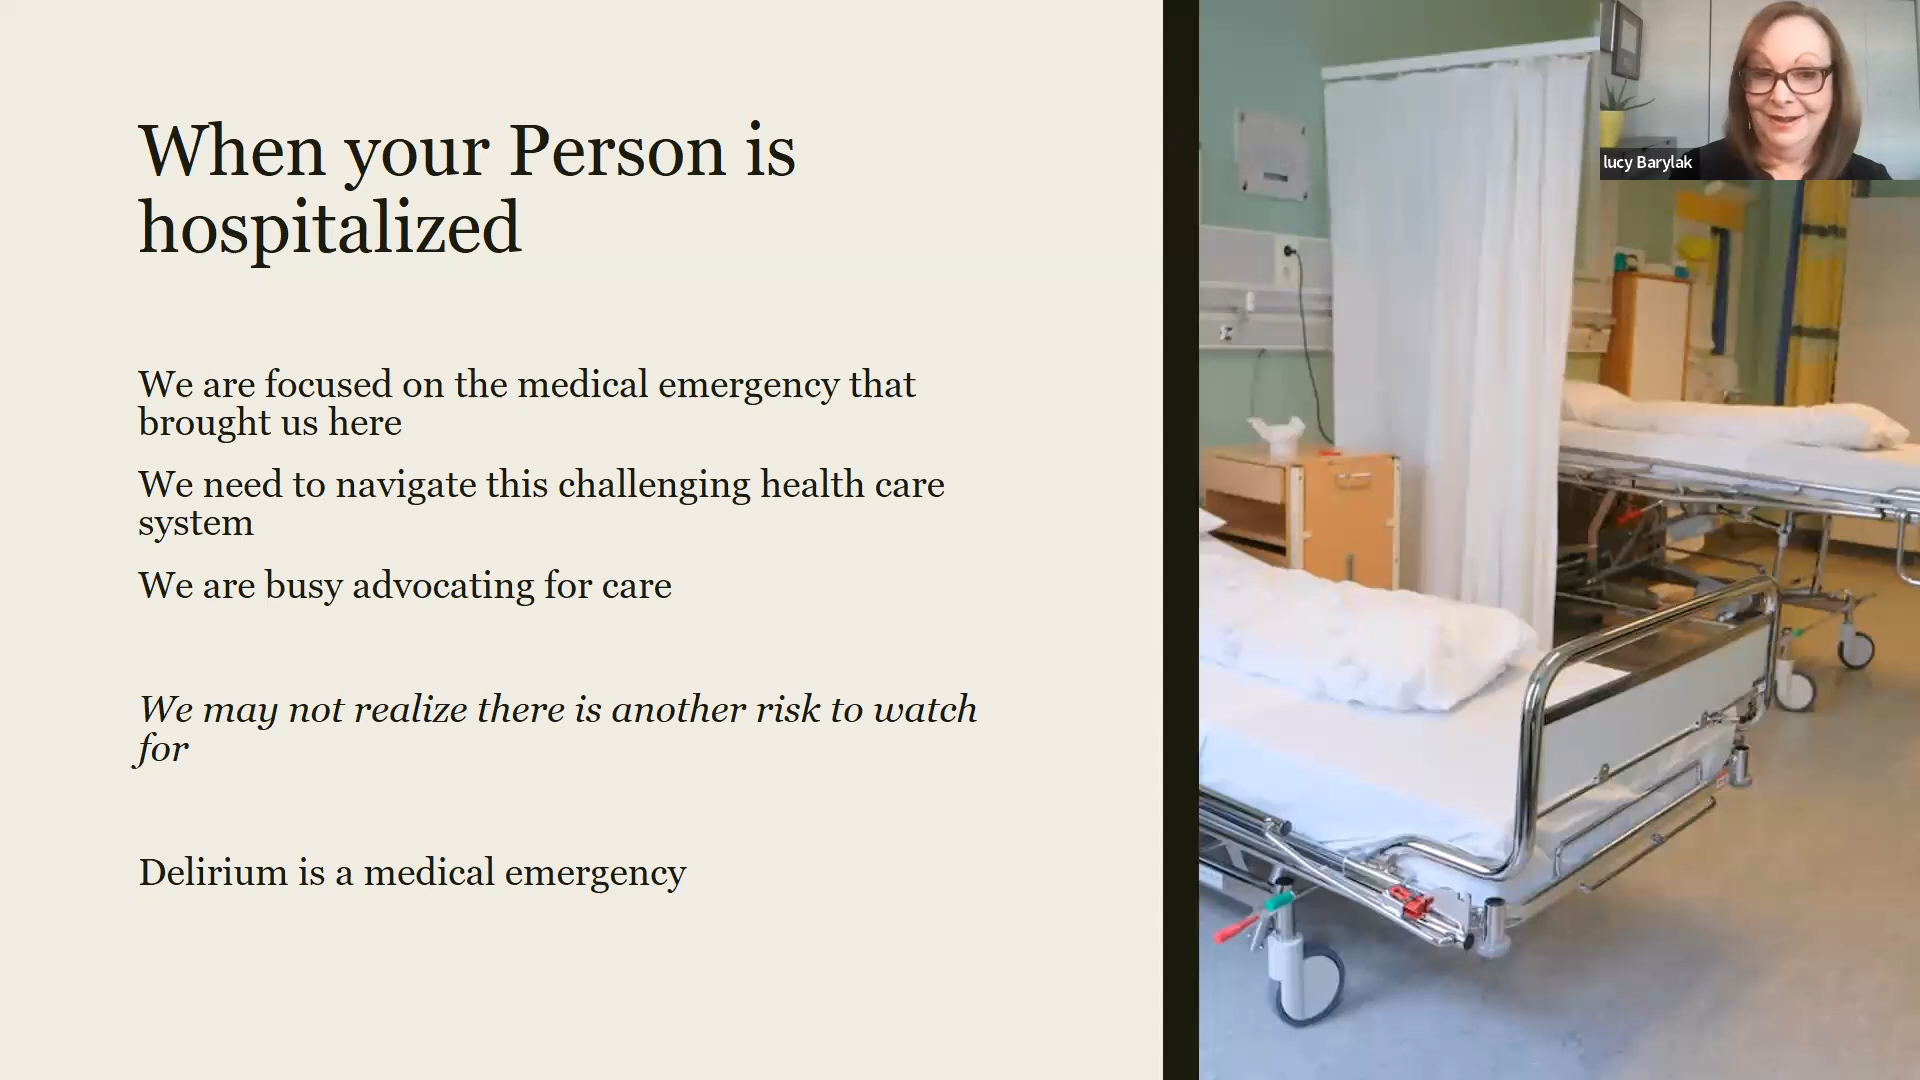 When your Person is
hospitalized
We are focused on the medical emergency that
brought us here
We need to navigate this challenging health care
system
We are busy advocating for care
We may not realize there is another risk to watch
for
Delirium is a medical emergency
lucy Barylak